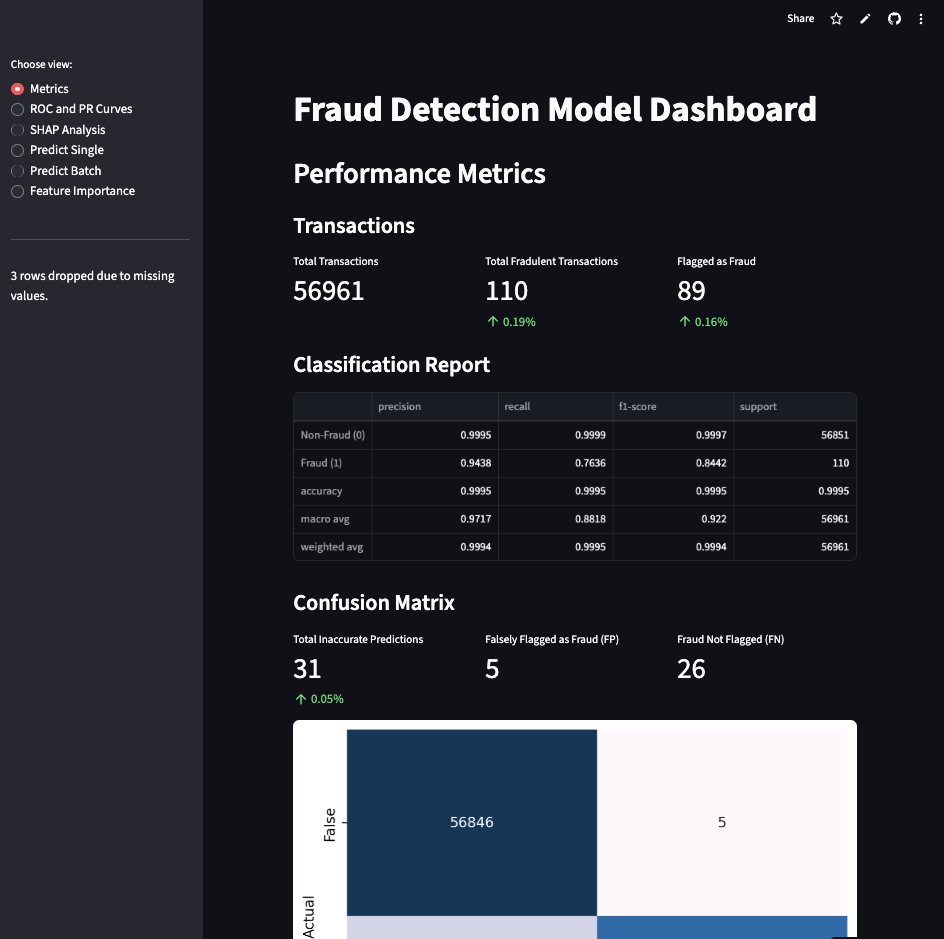 Share
Choose view:
Metrics
ROC and PR Curves
SHAP Analysis
Predict Single
Predict Batch
Feature Importance
3 rows dropped due to missing
values.
Fraud Detection Model Dashboard
Performance Metrics
Transactions
Total Transactions Total Fradulent Transactions Flagged as Fraud
56961 110 89
↑ 0.19% ↑ 0.16%
Classification Report
precision recall f1-score support
Non-Fraud (0) 0.9995 0.9999 0.9997 56851
Fraud (1) 0.9438 0.7636 0.8442 110
accuracy 0.9995 0.9995 0.9995 0.9995
macro avg 0.9717 0.8818 0.922 56961
weighted avg 0.9994 0.9995 0.9994 56961
Confusion Matrix
Total Inaccurate Predictions Falsely Flagged as Fraud (FP) Fraud Not Flagged (FN)
31 5 26
↑ 0.05%
False 56846 5
Actual